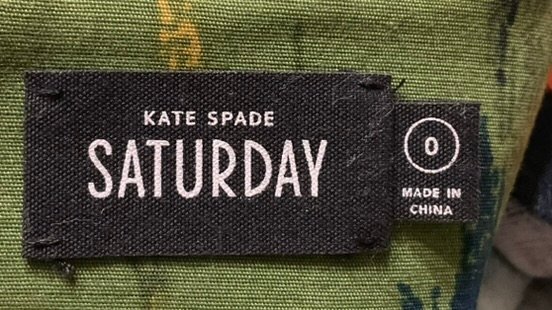 KATE SPADE
SATURDAY
0
MADE IN
CHINA